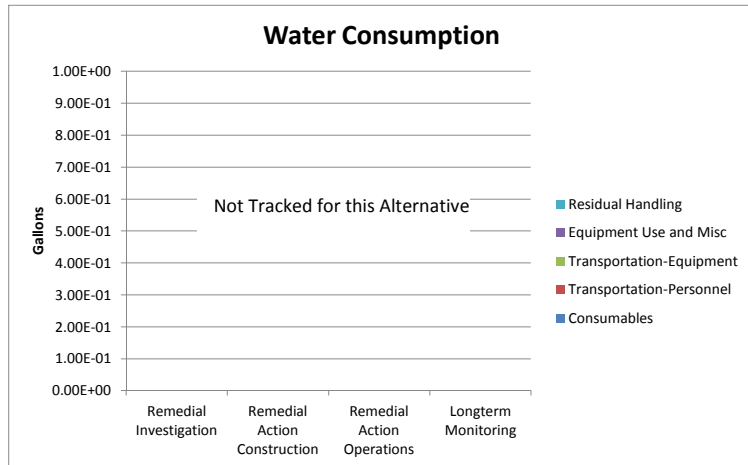 Water Consumption
Gallons
1.00E+00
9.00E-01
8.00E-01
7.00E-01
6.00E-01
5.00E-01
4.00E-01
3.00E-01
2.00E-01
1.00E-01
0.00E+00
Not Tracked for this Alternative
Remedial
Investigation
Remedial
Action
Construction
Remedial
Action
Operations
Longterm
Monitoring
Residual Handling
Equipment Use and Misc
Transportation-Equipment
Transportation-Personnel
Consumables